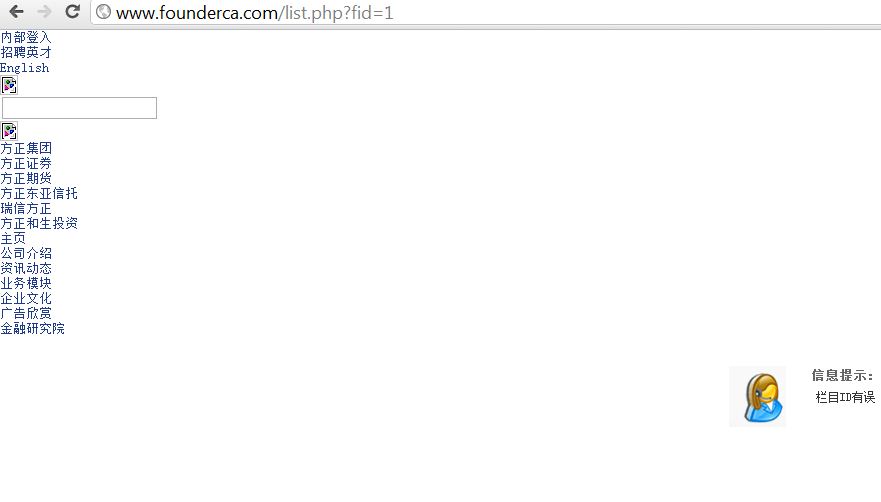 www.founderca.com/list.php?fid=1
内部登入
招聘英才
English
方正集团
方正证券
方正期货
方正东亚信托
瑞信方正
方正和生投资
主页
公司介绍
资讯动态
业务模块
企业文化
广告欣赏
金融研究院
信息提示：
栏目ID有误